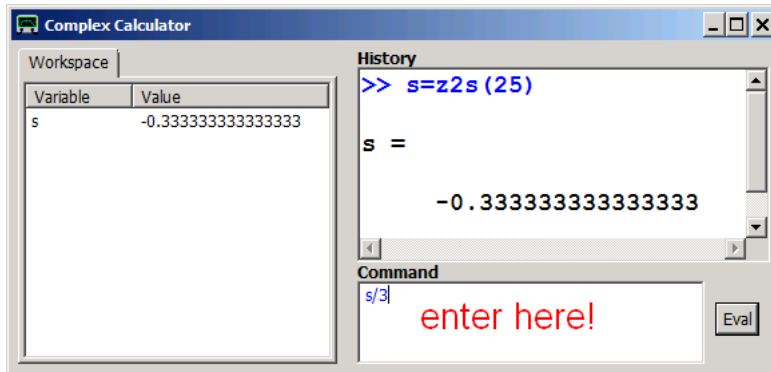 Complex Calculator
Workspace
Variable Value
s -0.333333333333333
History
>> s=z2s(25)
s =
-0.333333333333333
Command
s/3
enter here!
Eval